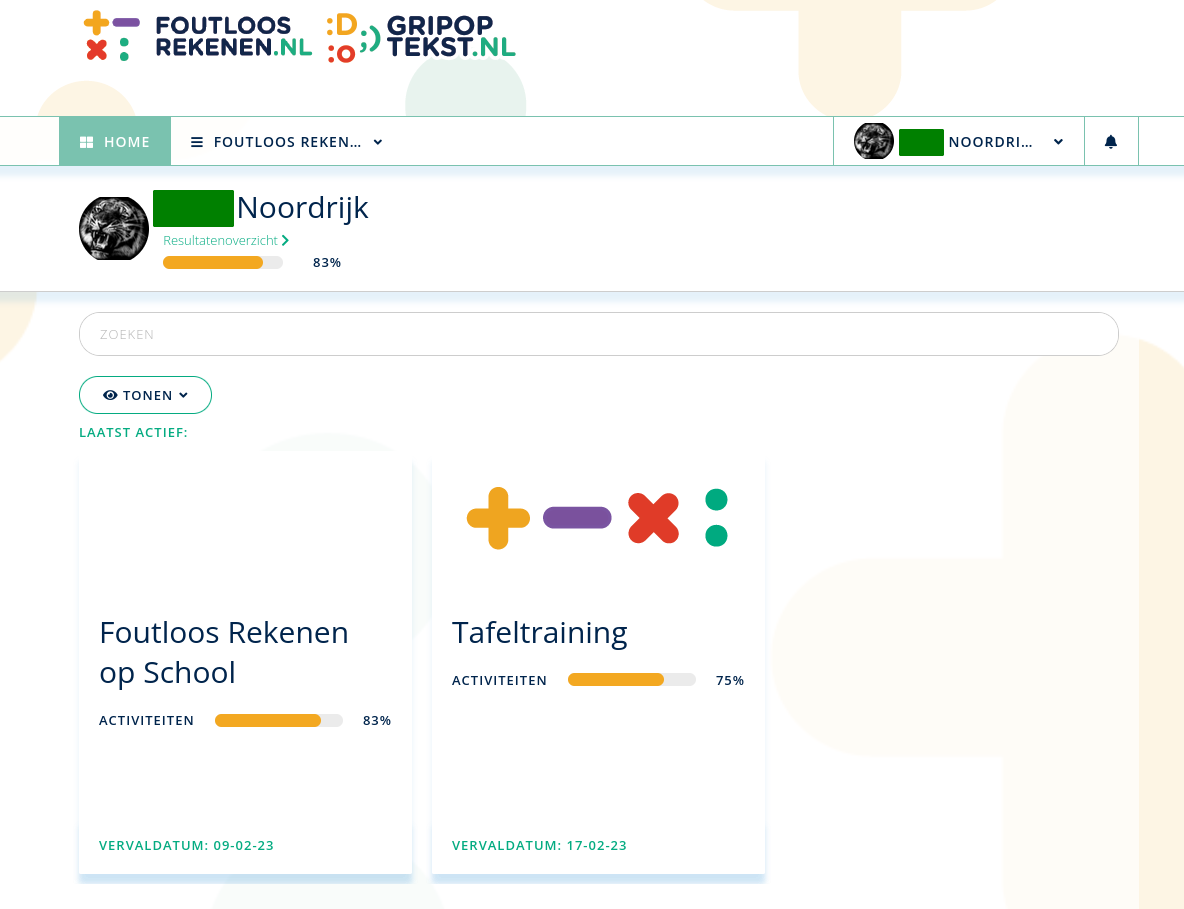 FOUTLOOS
REKENEN.NL
GRIPOP
TEKST.NL
HOME
FOUTLOOS REKEN...
NOORDRI...
Noordrijk
Resultatenoverzicht
83%
ZOEKEN
TONEN
LAATST ACTIEF:
Foutloos Rekenen
op School
ACTIVITEITEN 83%
VERVALDATUM: 09-02-23
Tafeltraining
ACTIVITEITEN 75%
VERVALDATUM: 17-02-23